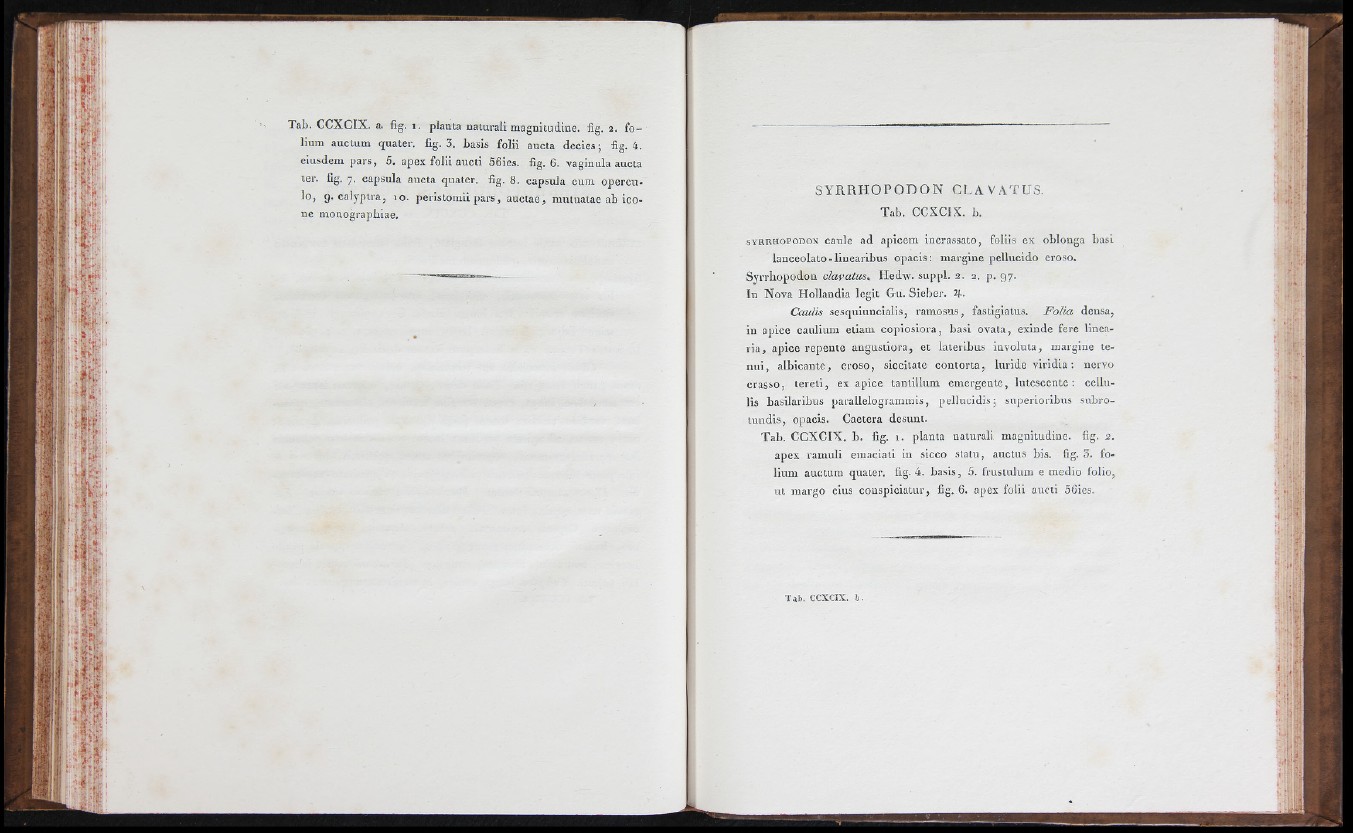 Tab. CCXCIX. a. fig. 1. planta naturali magnitudine. fig. 2. fo-
lium auctum quater. fig. 3. basis folii aucta decies; fig. 4.
eiusdem pars, 5. apex folii aucti 36ies. fig. 6. vaginula aucta
ter. fig. 7. capsula aucta quater. fig. 8. capsula cum opercu-
lo, 9. calyptra, 10. peristomii pars, auctae, mutuatae ab ico-
ne monographiae.
SYRRHOPODON CLAVATUS.
Tab. CCXCIX. b.
SYRRHOPODON caule ad apicem incrassato, foliis ex oblonga basi
lanceolato-linearibus opacis: margine pellucido eroso.
Syrrhopodon clavatus. Hedw. suppl. 2. 2. p. 97.
In Nova Hollandia legit Gu. Sieber. ♃.
Caulis sesquiuncialis, ramosus, fastigiatus. Folia densa,
in apice caulium etiam copiosiora, basi ovata, exinde fere linea-
ria, apice repente angustiora, et lateribus involuta, margine te-
nui, albicante, eroso, siccitate contorta, luride viridia: nervo
crasso, tereti, ex apice tantillum emergente, lutescente: cellu-
lis basilaribus parallelogrammis, pellucidis; superioribus subro-
tundis, opacis. Caetera desunt.
Tab. CCXCIX. b. fig. 1. planta naturali magnitudine. fig. 2.
apex ramuli emaciati in sicco statu, auctus bis. fig. 3. fo-
lium auctum quater. fig. 4. basis, 5. frustulum e medio folio,
ut margo eius conspiciatur, fig. 6. apex folii aucti 36ies.
Tab. CCXCIX. b.